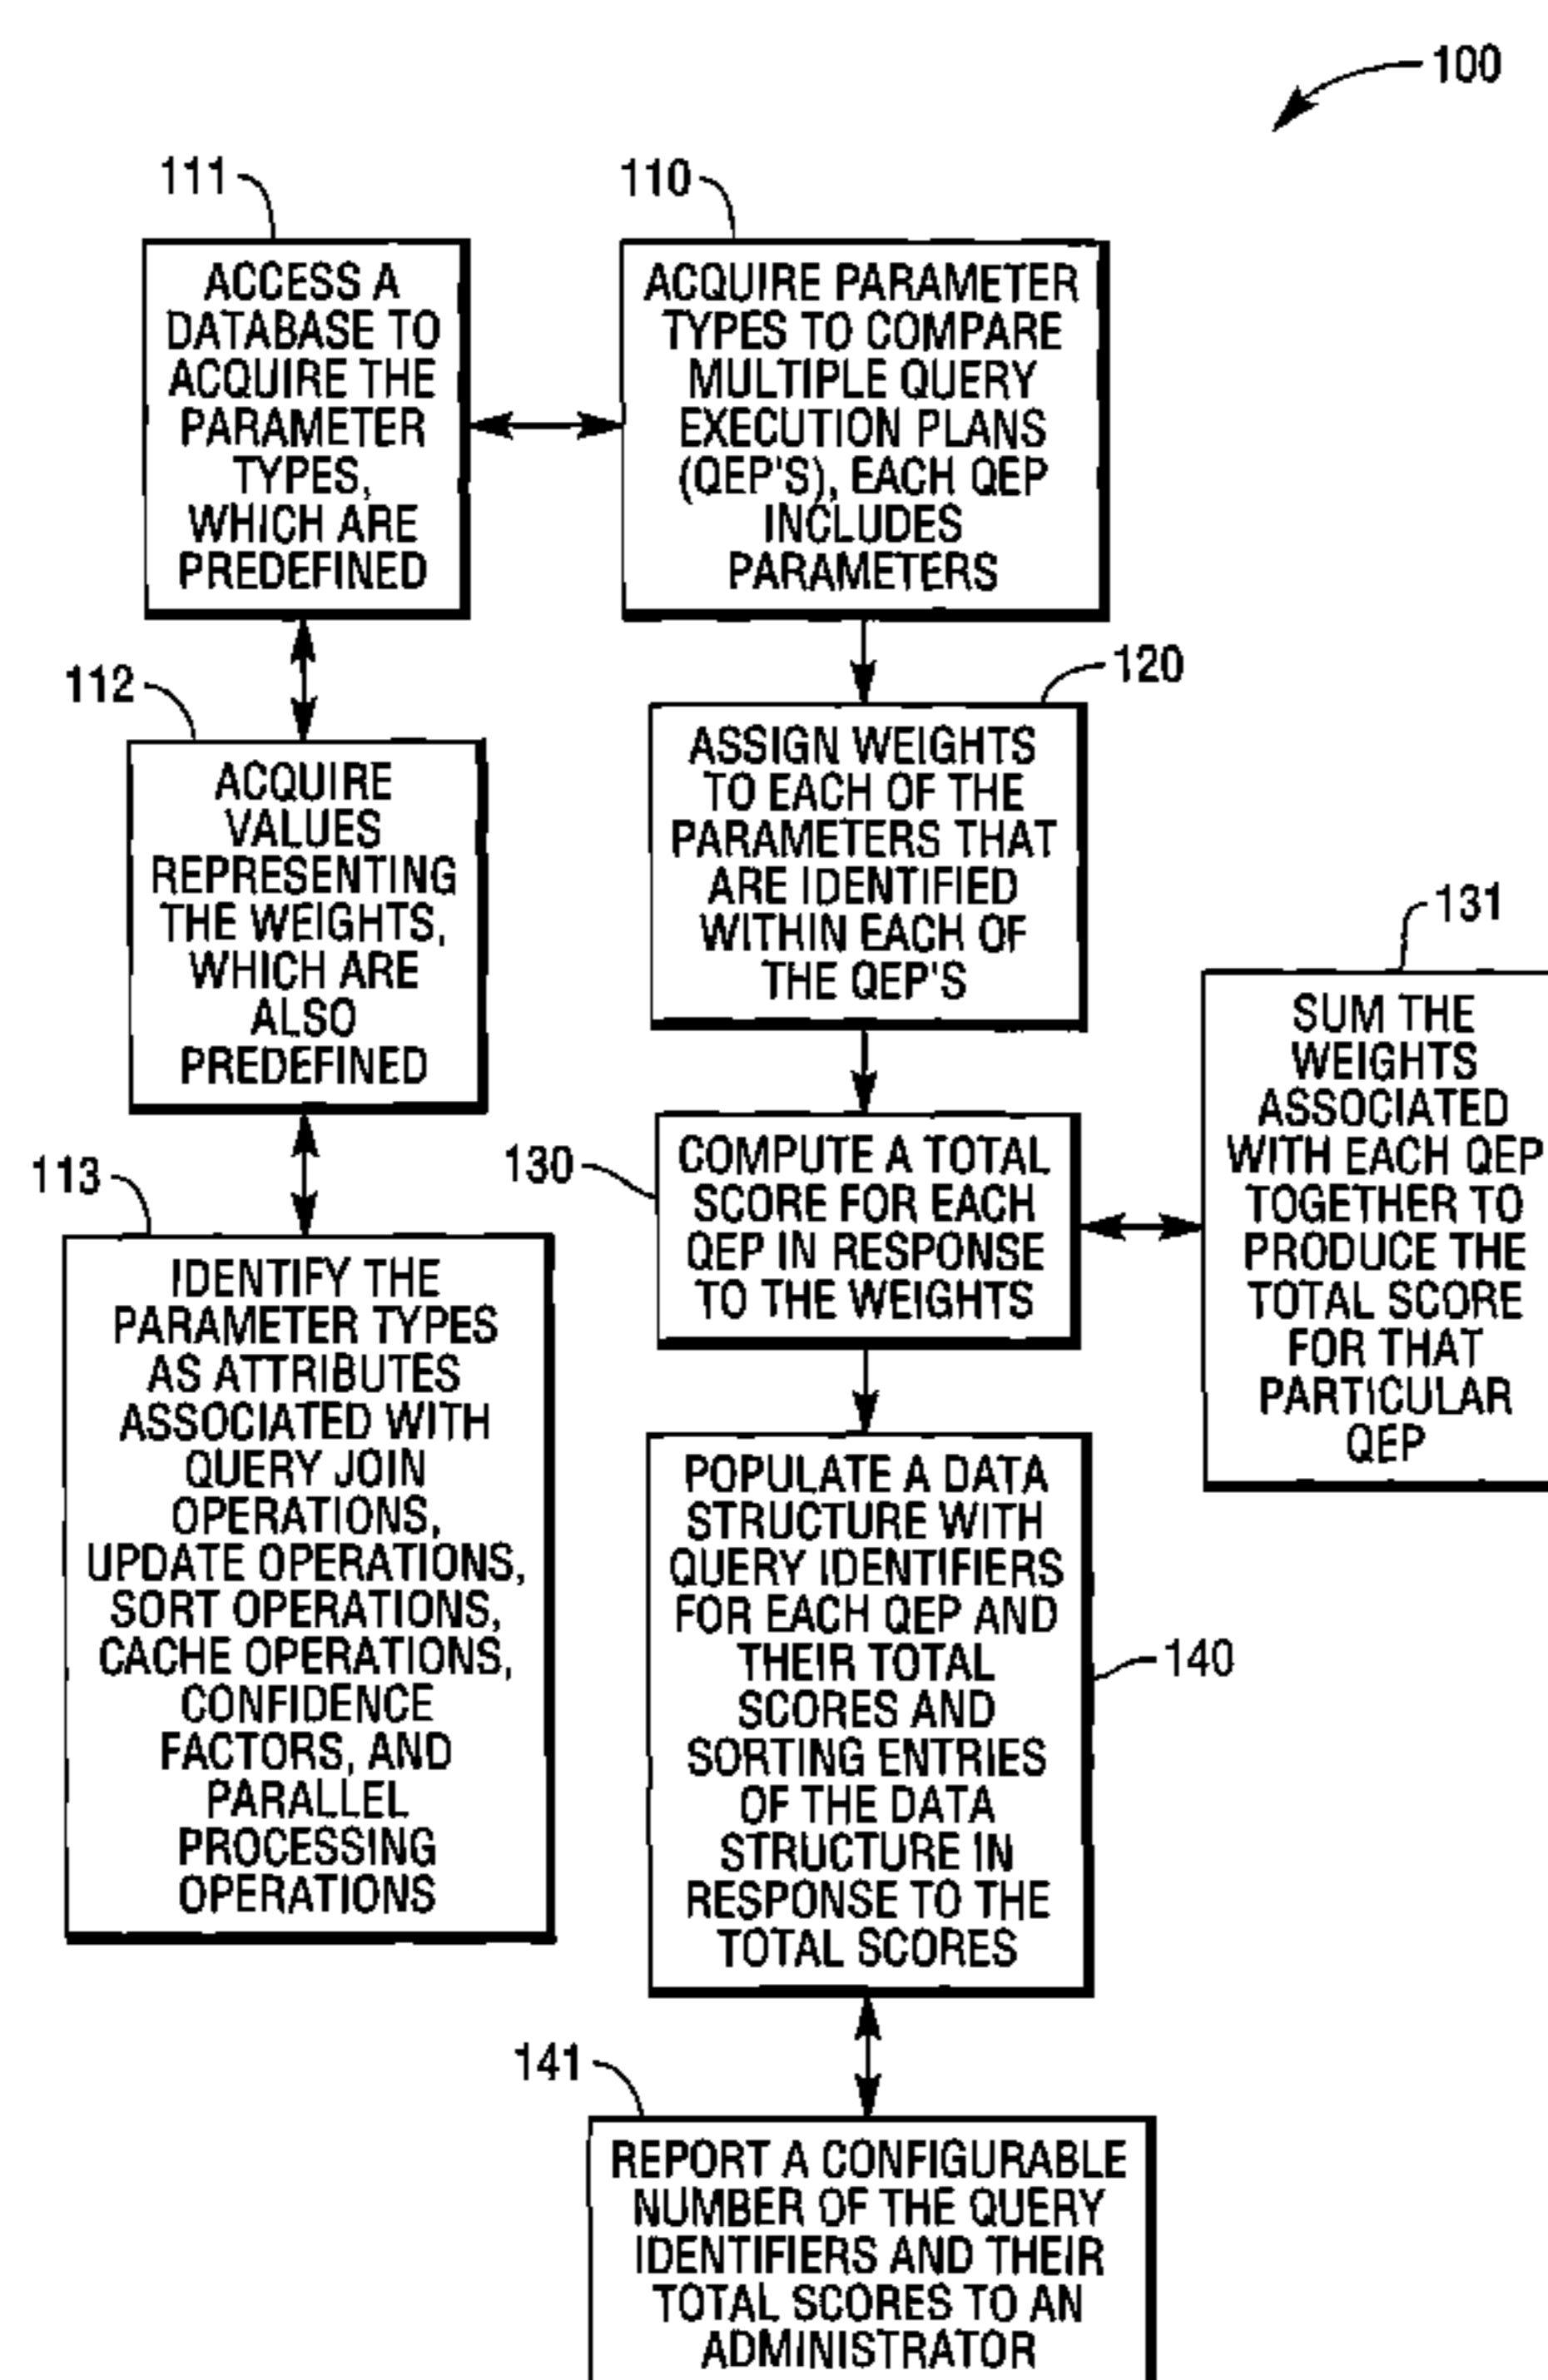 100
111
ACCESS A
DATABASE TO
ACQUIRE THE
PARAMETER
TYPES,
WHICH ARE
PREDEFINED
110
ACQUIRE PARAMETER
TYPES TO COMPARE
MULTIPLE QUERY
EXECUTION PLANS
(QEP'S), EACH QEP
INCLUDES
PARAMETERS
112
ACQUIRE
VALUES
REPRESENTING
THE WEIGHTS,
WHICH ARE
ALSO
PREDEFINED
120
ASSIGN WEIGHTS
TO EACH OF THE
PARAMETERS THAT
ARE IDENTIFIED
WITHIN EACH OF
THE QEP'S
131
SUM THE
WEIGHTS
ASSOCIATED
WITH EACH QEP
TOGETHER TO
PRODUCE THE
TOTAL SCORE
FOR THAT
PARTICULAR
QEP
130
COMPUTE A TOTAL
SCORE FOR EACH
QEP IN RESPONSE
TO THE WEIGHTS
113
IDENTIFY THE
PARAMETER TYPES
AS ATTRIBUTES
ASSOCIATED WITH
QUERY JOIN
OPERATIONS,
UPDATE OPERATIONS,
SORT OPERATIONS,
CACHE OPERATIONS,
CONFIDENCE
FACTORS, AND
PARALLEL
PROCESSING
OPERATIONS
140
POPULATE A DATA
STRUCTURE WITH
QUERY IDENTIFIERS
FOR EACH QEP AND
THEIR TOTAL
SCORES AND
SORTING ENTRIES
OF THE DATA
STRUCTURE IN
RESPONSE TO THE
TOTAL SCORES
141
REPORT A CONFIGURABLE
NUMBER OF THE QUERY
IDENTIFIERS AND THEIR
TOTAL SCORES TO AN
ADMINISTRATOR